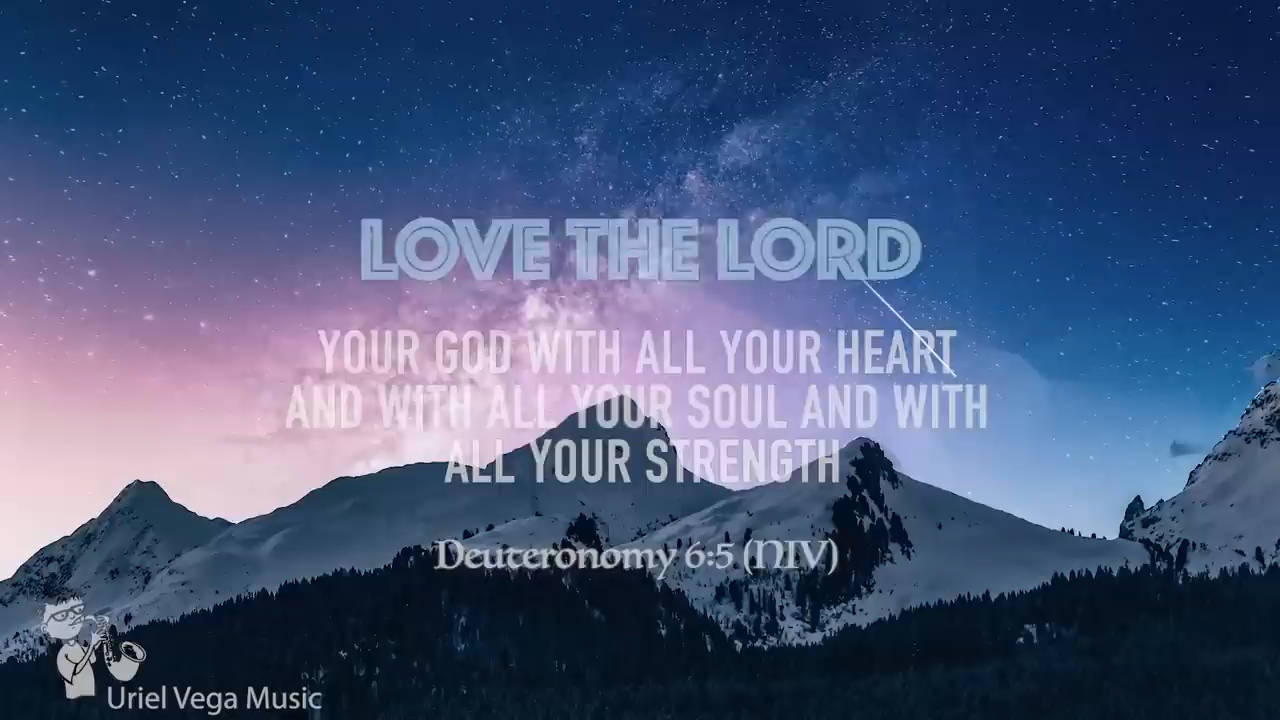 LOVE THE LORD
YOUR GOD WITH ALL YOUR HEART
AND WITH ALL YOUR SOUL AND WITH
ALL YOUR STRENGTH
Deuteronomy 6:5 (NIV)
Uriel Vega Music